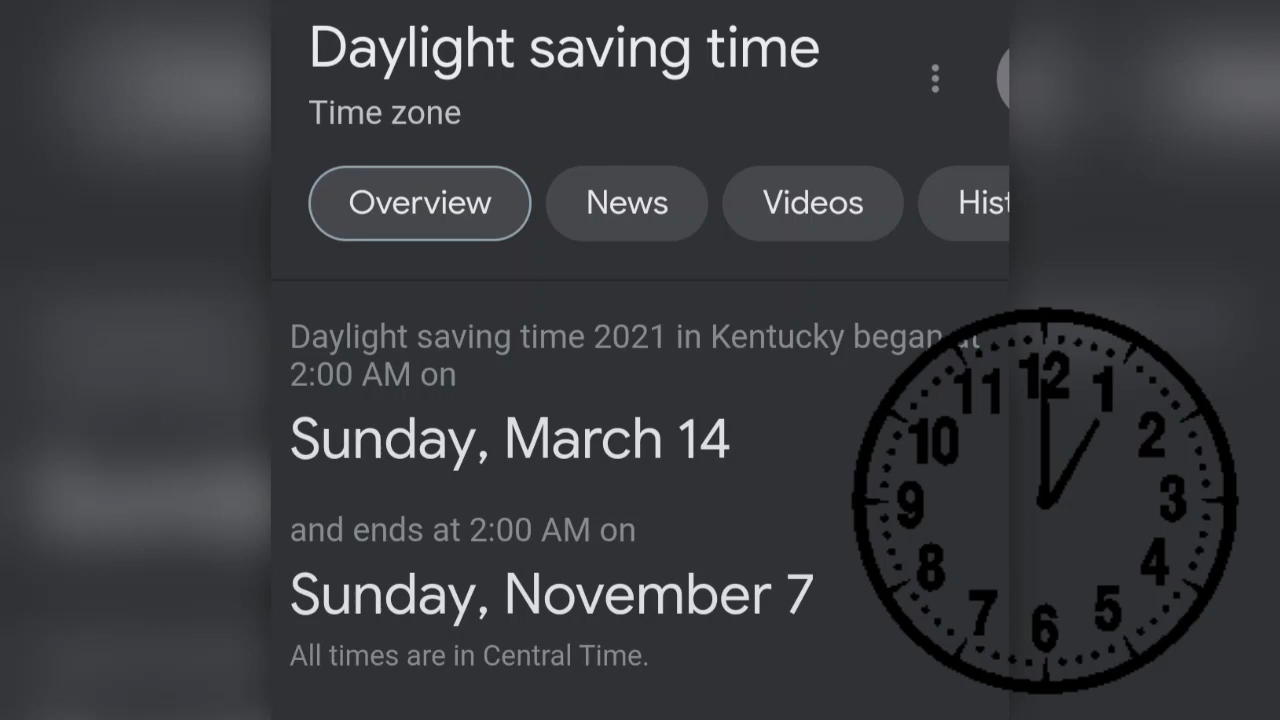 Daylight saving time
Time zone
Overview News Videos Hist
Daylight saving time 2021 in Kentucky began at
2:00 AM on
Sunday, March 14
and ends at 2:00 AM on
Sunday, November 7
All times are in Central Time.
12
11 1
10 2
9 3
8 4
7 5
6